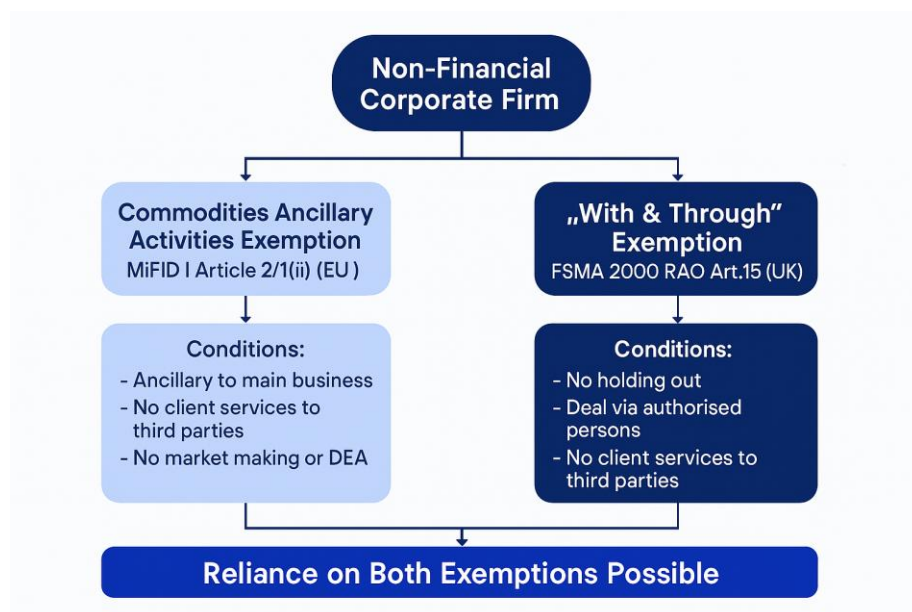 Non-Financial
Corporate Firm
Commodities Ancillary
Activities Exemption
MiFID I Article 2/1(ii) (EU )
„With & Through”
Exemption
FSMA 2000 RAO Art.15 (UK)
Conditions:
- Ancillary to main business
- No client services to
third parties
- No market making or DEA
Conditions:
- No holding out
- Deal via authorised
persons
- No client services to
third parties
Reliance on Both Exemptions Possible